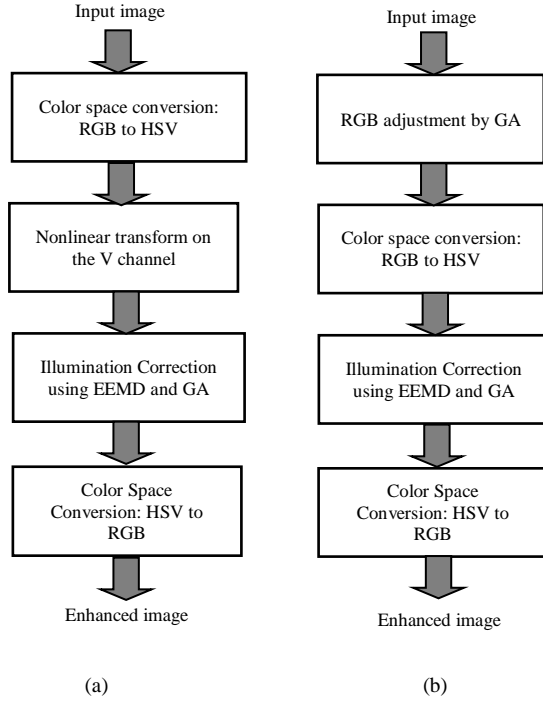 Input image
Color space conversion:
RGB to HSV
Nonlinear transform on
the V channel
Illumination Correction
using EEMD and GA
Color Space
Conversion: HSV to
RGB
Enhanced image
(a)
Input image
RGB adjustment by GA
Color space conversion:
RGB to HSV
Illumination Correction
using EEMD and GA
Color Space
Conversion: HSV to
RGB
Enhanced image
(b)